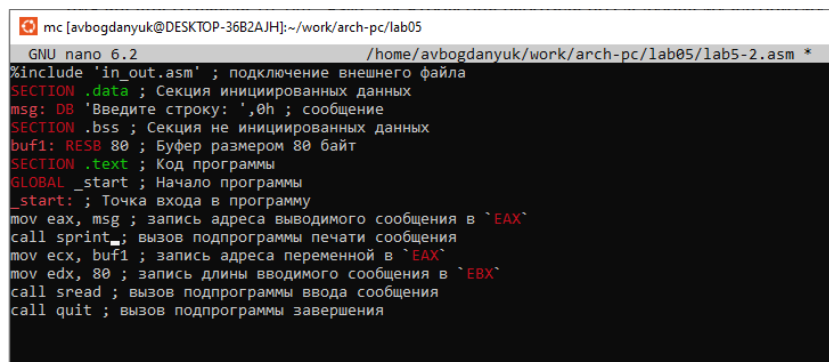 mc [avbogdanyuk@DESKTOP-36B2AJH]:~/work/arch-pc/lab05
GNU nano 6.2 /home/avbogdanyuk/work/arch-pc/lab05/lab5-2.asm *
%include 'in_out.asm' ; подключение внешнего файла
SECTION .data ; Секция инициированных данных
msg: DB 'Введите строку: ',0h ; сообщение
SECTION .bss ; Секция не инициированных данных
buf1: RESB 80 ; Буфер размером 80 байт
SECTION .text ; Код программы
GLOBAL _start ; Начало программы
_start: ; Точка входа в программу
mov eax, msg ; запись адреса выводимого сообщения в `EAX`
call sprint ; вызов подпрограммы печати сообщения
mov ecx, buf1 ; запись адреса переменной в `EAX`
mov edx, 80 ; запись длины вводимого сообщения в `EBX`
call sread ; вызов подпрограммы ввода сообщения
call quit ; вызов подпрограммы завершения